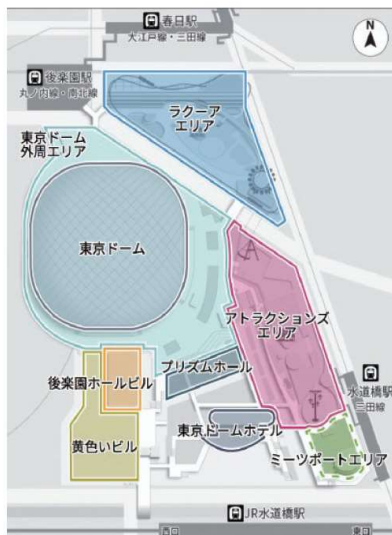 N
春日駅
大江戸線・三田線
後楽園駅
丸ノ内線・南北線
ラクーア
エリア
東京ドーム
外周エリア
東京ドーム
アトラクションズ
エリア
プリズムホール
後楽園ホールビル
水道橋駅
三田線
東京ドームホテル
黄色いビル
ミーツポートエリア
JR水道橋駅
西口
東口